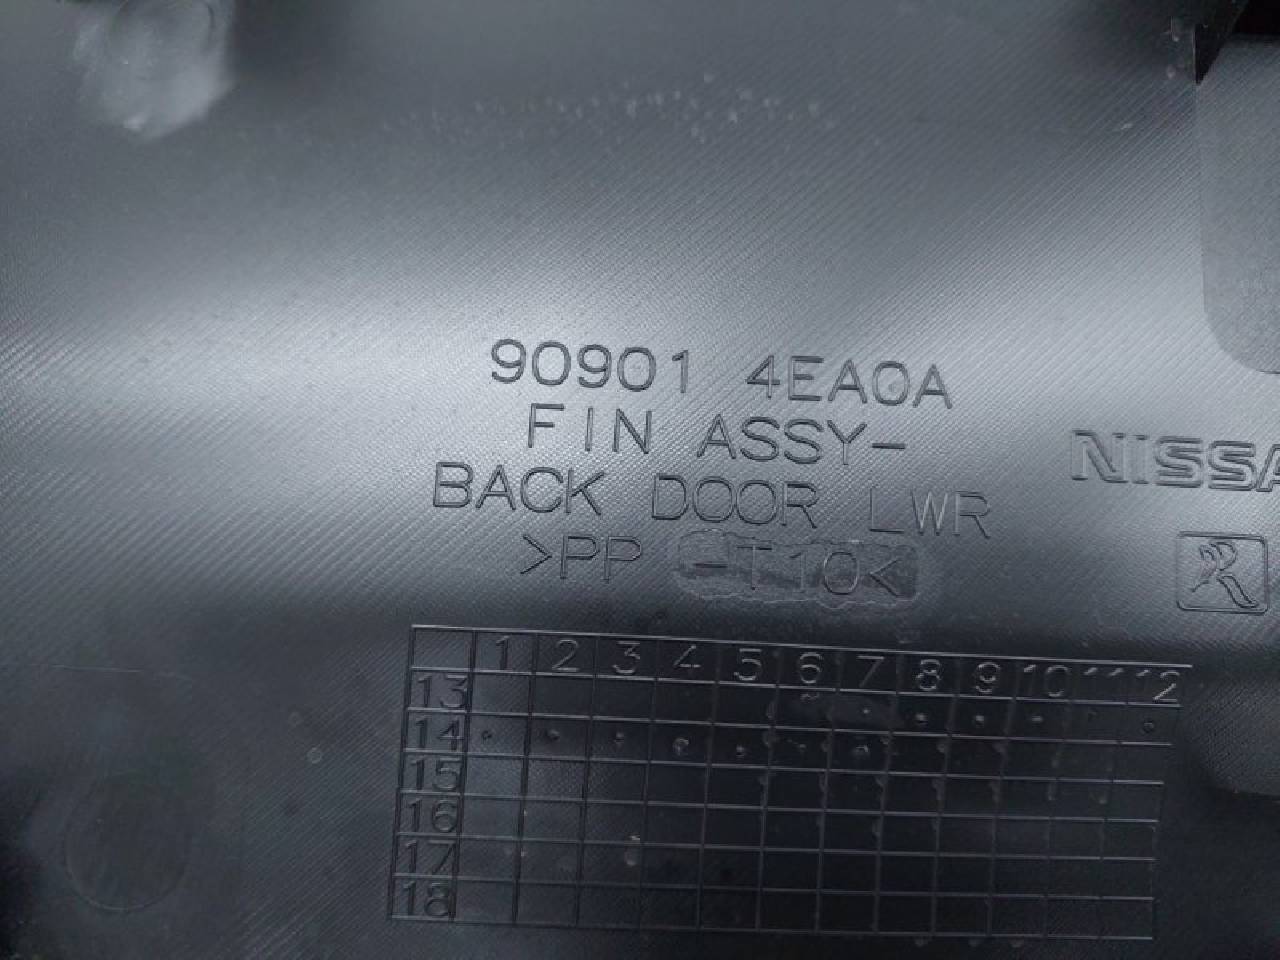 90901 4EA0A
FIN ASSY-
BACK DOOR LWR
>PP -T10<
NISSA
1 2 3 4 5 6 7 8 9 10 11 12
13
14
15
16
17
18